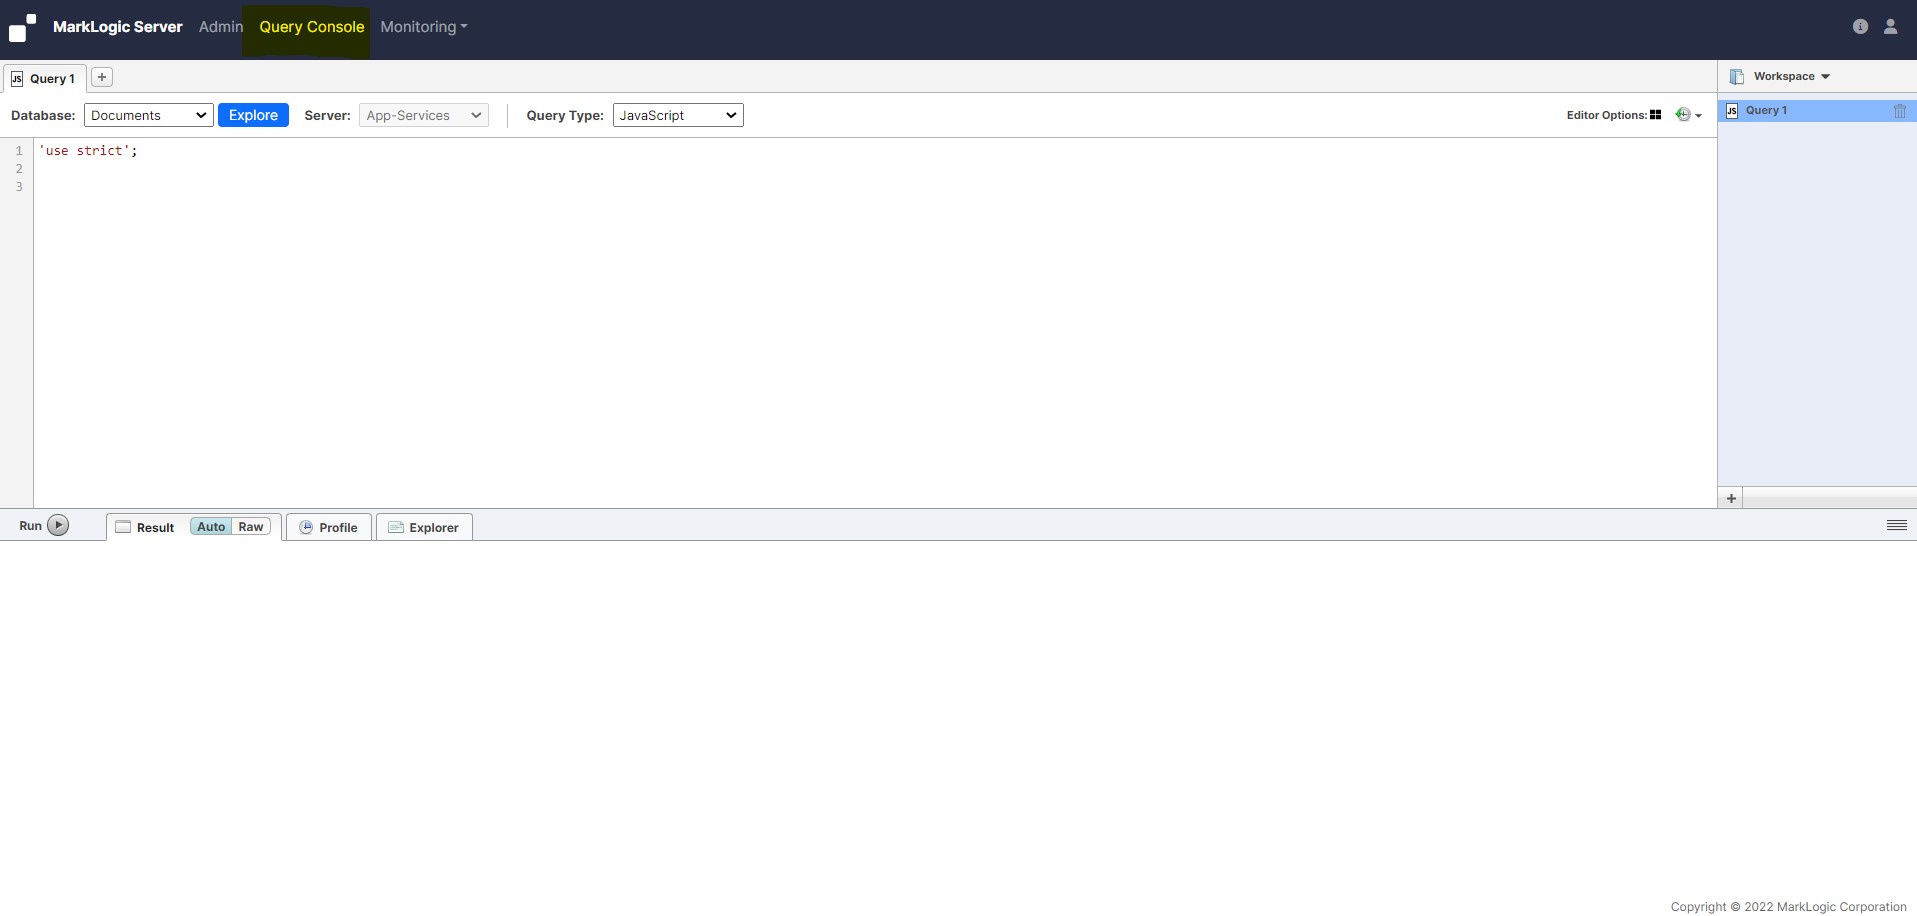 MarkLogic Server Admin Query Console Monitoring
JS Query 1 +
Workspace
Database: Documents Explore Server: App-Services Query Type: JavaScript Editor Options:
JS Query 1
1 'use strict';
2
3
+
Run Result Auto Raw Profile Explorer
Copyright © 2022 MarkLogic Corporation